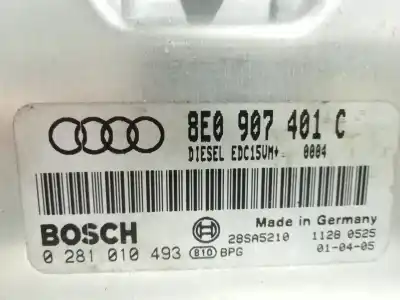 8E0 907 401 C
DIESEL EDC15VM+ 0004
Made in Germany
BOSCH
28SA5210 1128 0525
0 281 010 493 810 BPG 01-04-05